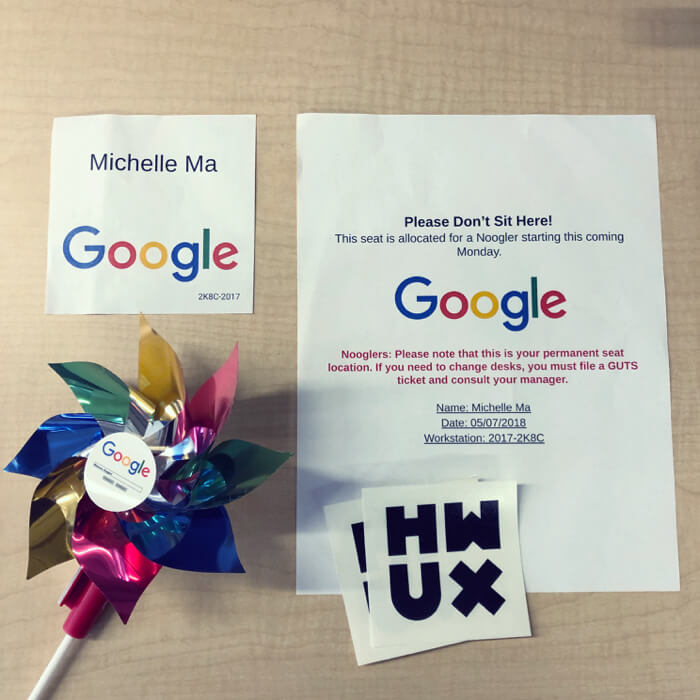 Michelle Ma
Google
2K8C-2017
Please Don't Sit Here!
This seat is allocated for a Noogler starting this coming
Monday.
Google
Nooglers: Please note that this is your permanent seat
location. If you need to change desks, you must file a GUTS
ticket and consult your manager.
Name: Michelle Ma
Date: 05/07/2018
Workstation: 2017-2K8C
Google
HW
UX